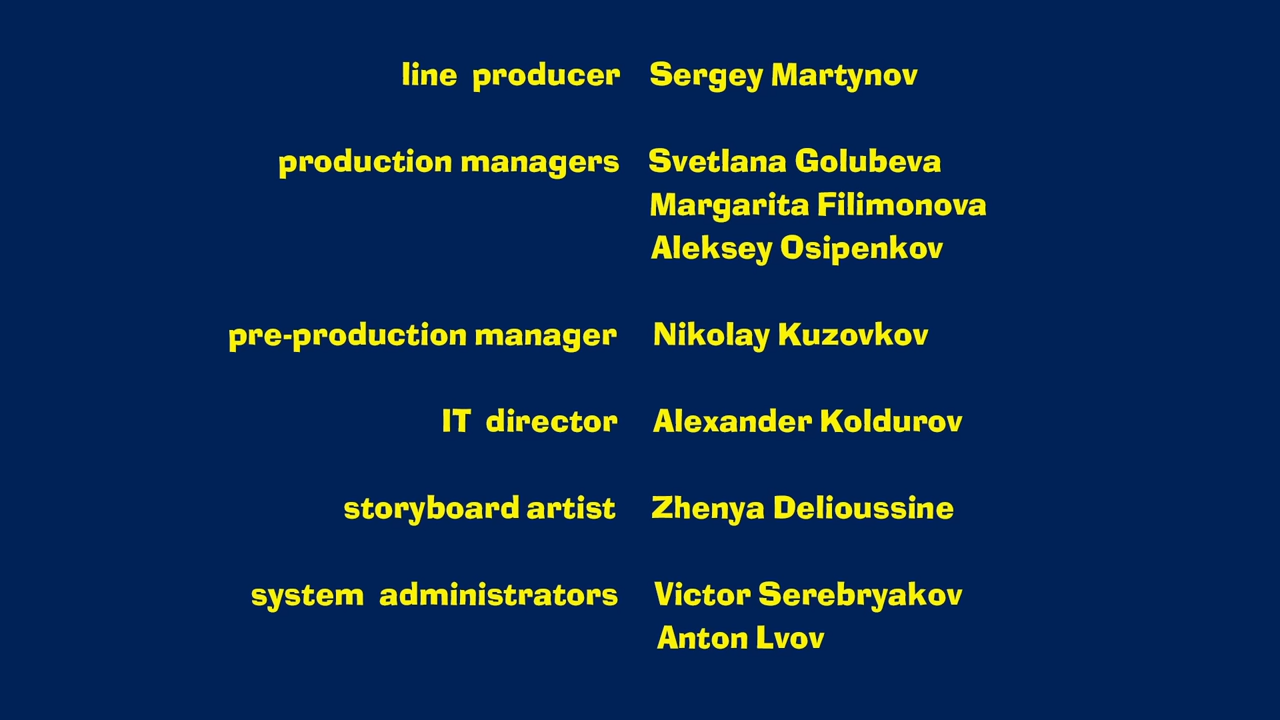 line producer Sergey Martynov
production managers Svetlana Golubeva
Margarita Filimonova
Aleksey Osipenkov
pre-production manager Nikolay Kuzovkov
IT director Alexander Koldurov
storyboard artist Zhenya Delioussine
system administrators Victor Serebryakov
Anton Lvov